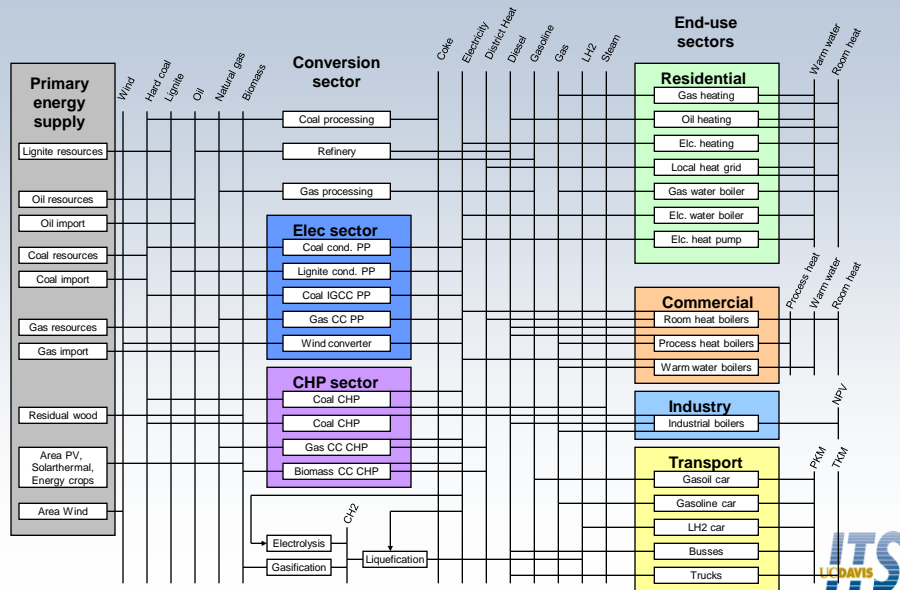 Primary
energy
supply
Lignite resources
Oil resources
Oil import
Coal resources
Coal import
Gas resources
Gas import
Residual wood
Area PV,
Solarthermal,
Energy crops
Area Wind
Wind
Hard coal
Lignite
Oil
Natural gas
Biomass
Conversion
sector
Coal processing
Refinery
Gas processing
Elec sector
Coal cond. PP
Lignite cond. PP
Coal IGCC PP
Gas CC PP
Wind converter
CHP sector
Coal CHP
Coal CHP
Gas CC CHP
Biomass CC CHP
CH2
Electrolysis
Gasification
Liquefication
Coke
Electricity
District Heat
Diesel
Gasoline
Gas
LH2
Steam
End-use
sectors
Warm water
Room heat
Residential
Gas heating
Oil heating
Elc. heating
Local heat grid
Gas water boiler
Elc. water boiler
Elc. heat pump
Process heat
Warm water
Room heat
Commercial
Room heat boilers
Process heat boilers
Warm water boilers
NPV
Industry
Industrial boilers
PKM
TKM
Transport
Gasoil car
Gasoline car
LH2 car
Busses
Trucks
ITS
UCDAVIS